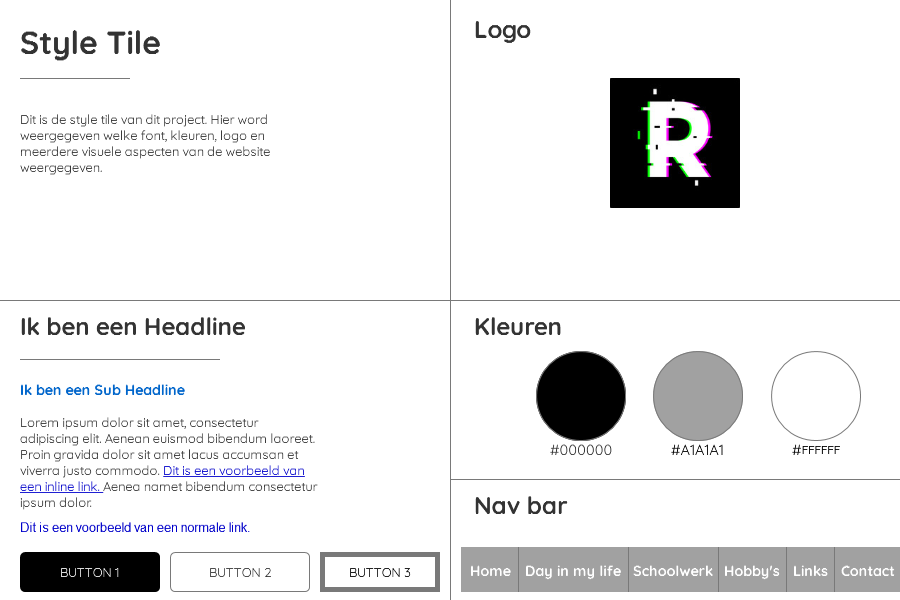 Style Tile
Dit is de style tile van dit project. Hier word
weergegeven welke font, kleuren, logo en
meerdere visuele aspecten van de website
weergegeven.
Logo
R
Ik ben een Headline
Ik ben een Sub Headline
Lorem ipsum dolor sit amet, consectetur
adipiscing elit. Aenean euismod bibendum laoreet.
Proin gravida dolor sit amet lacus accumsan et
viverra justo commodo. Dit is een voorbeeld van
een inline link. Aenea namet bibendum consectetur
ipsum dolor.
Dit is een voorbeeld van een normale link.
BUTTON 1 BUTTON 2 BUTTON 3
Kleuren
#000000 #A1A1A1 #FFFFFF
Nav bar
Home Day in my life Schoolwerk Hobby's Links Contact